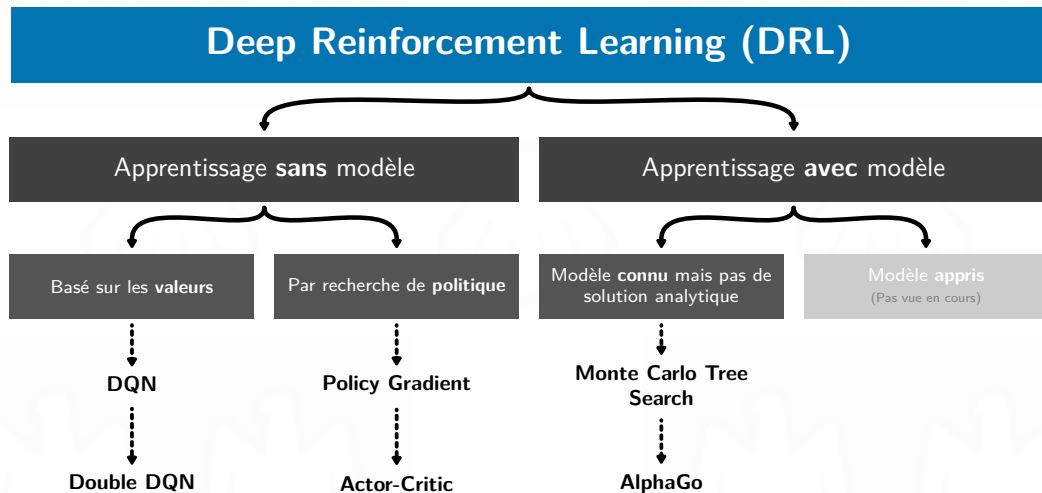 Deep Reinforcement Learning (DRL)
Apprentissage sans modèle
Apprentissage avec modèle
Basé sur les valeurs
Par recherche de politique
Modèle connu mais pas de
solution analytique
Modèle appris
(Pas vue en cours)
DQN
Policy Gradient
Monte Carlo Tree
Search
Double DQN
Actor-Critic
AlphaGo